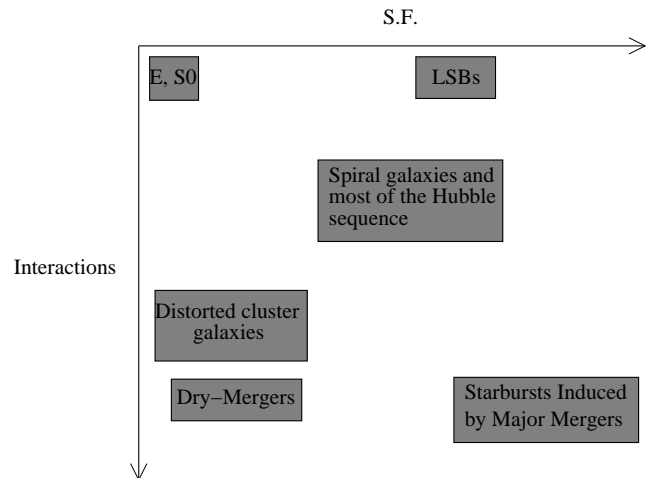 S.F.
E, S0
LSBs
Spiral galaxies and
most of the Hubble
sequence
Interactions
Distorted cluster
galaxies
Dry−Mergers
Starbursts Induced
by Major Mergers